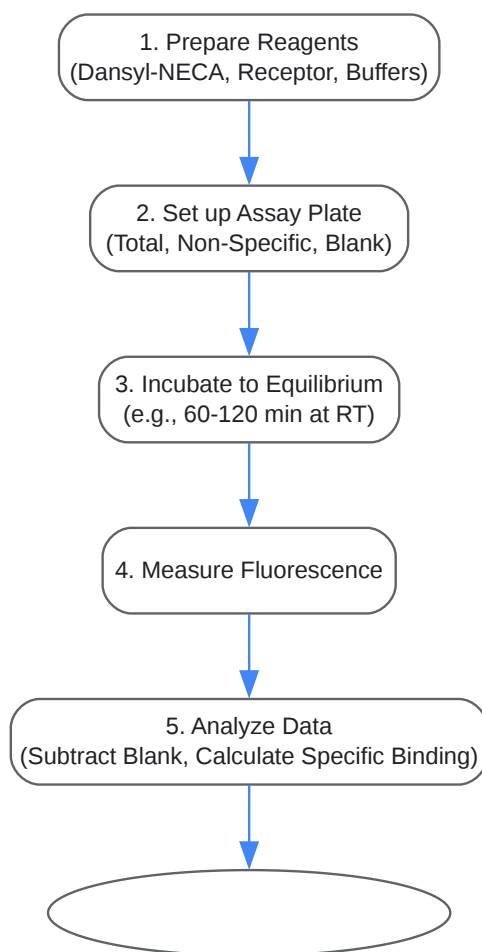 1. Prepare Reagents
(Dansyl-NECA, Receptor, Buffers)
2. Set up Assay Plate
(Total, Non-Specific, Blank)
3. Incubate to Equilibrium
(e.g., 60-120 min at RT)
4. Measure Fluorescence
5. Analyze Data
(Subtract Blank, Calculate Specific Binding)